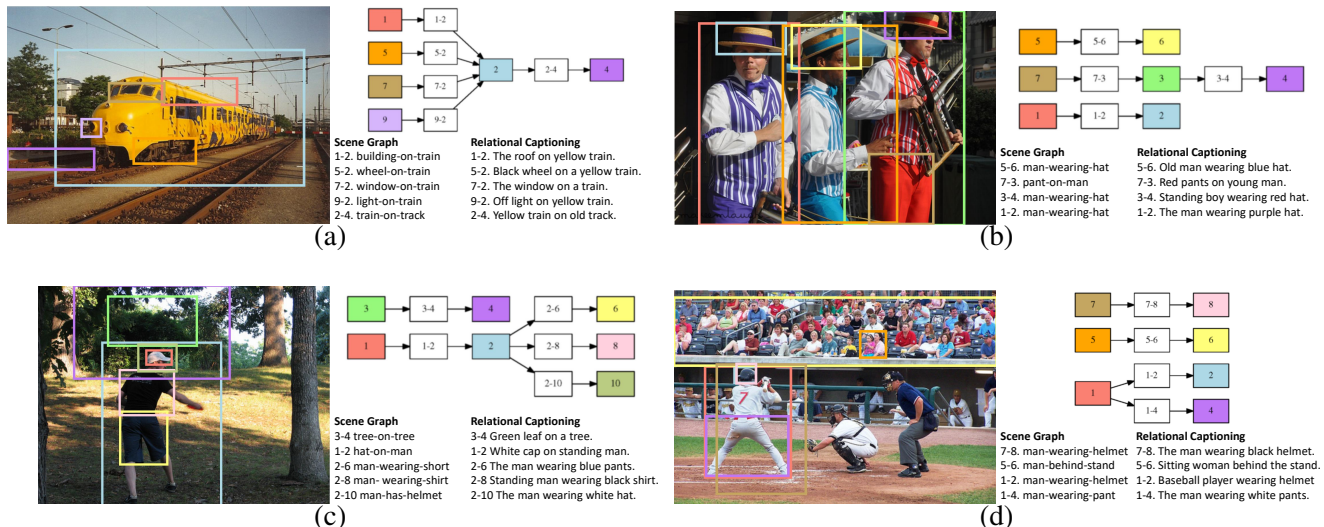 1
1-2
5
5-2
2
2-4
4
7
7-2
9
9-2
Scene Graph
1-2. building-on-train
5-2. wheel-on-train
7-2. window-on-train
9-2. light-on-train
2-4. train-on-track
Relational Captioning
1-2. The roof on yellow train.
5-2. Black wheel on a yellow train.
7-2. The window on a train.
9-2. Off light on yellow train.
2-4. Yellow train on old track.
(a)
5
5-6
6
7
7-3
3
3-4
4
1
1-2
2
Scene Graph
5-6. man-wearing-hat
7-3. pant-on-man
3-4. man-wearing-hat
1-2. man-wearing-hat
Relational Captioning
5-6. Old man wearing blue hat.
7-3. Red pants on young man.
3-4. Standing boy wearing red hat.
1-2. The man wearing purple hat.
(b)
3
3-4
4
2-6
6
1
1-2
2
2-8
8
2-10
10
Scene Graph
3-4 tree-on-tree
1-2 hat-on-man
2-6 man-wearing-short
2-8 man- wearing-shirt
2-10 man-has-helmet
Relational Captioning
3-4 Green leaf on a tree.
1-2 White cap on standing man.
2-6 The man wearing blue pants.
2-8 Standing man wearing black shirt.
2-10 The man wearing white hat.
(c)
7
7
7-8
8
5
5-6
6
1
1-2
2
1-4
4
Scene Graph
7-8. man-wearing-helmet
5-6. man-behind-stand
1-2. man-wearing-helmet
1-4. man-wearing-pant
Relational Captioning
7-8. The man wearing black helmet.
5-6. Sitting woman behind the stand.
1-2. Baseball player wearing helmet
1-4. The man wearing white pants.
(d)